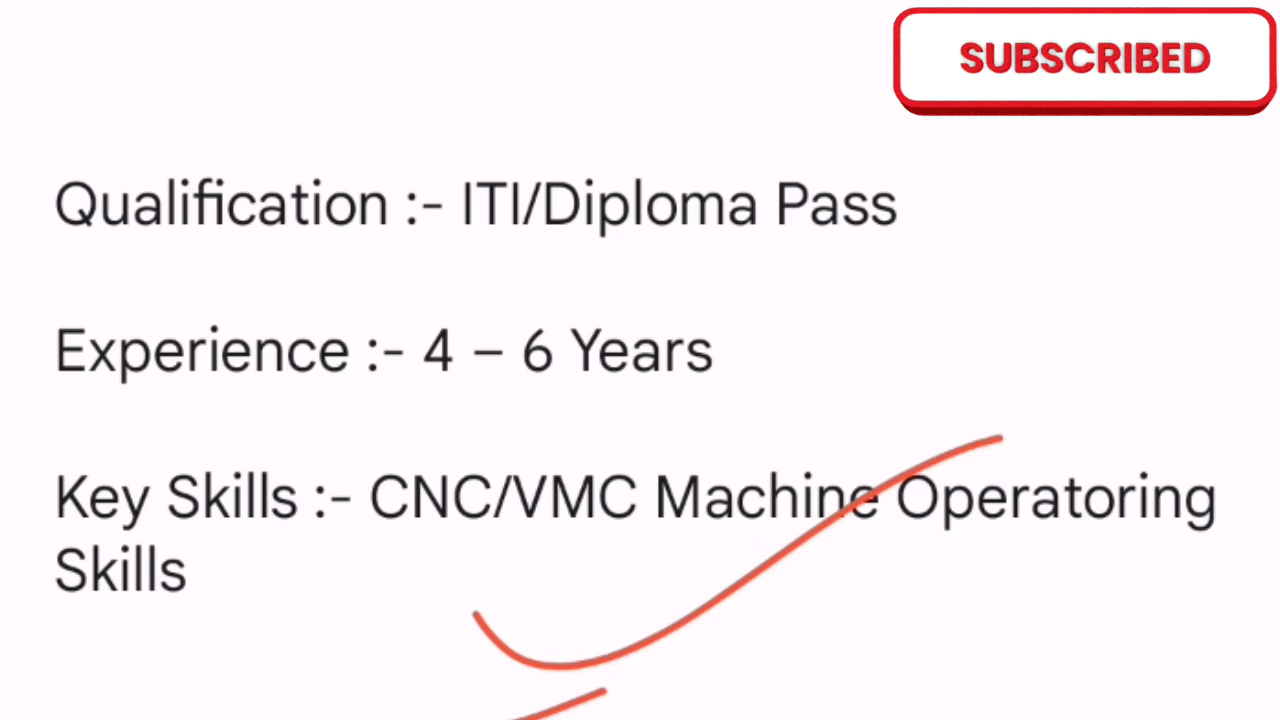 SUBSCRIBED
Qualification :- ITI/Diploma Pass
Experience :- 4 – 6 Years
Key Skills :- CNC/VMC Machine Operatoring
Skills